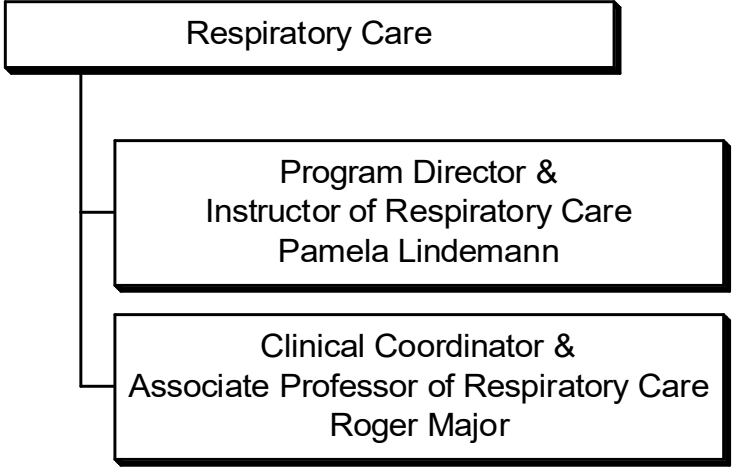 Respiratory Care
Program Director &
Instructor of Respiratory Care
Pamela Lindemann
Clinical Coordinator &
Associate Professor of Respiratory Care
Roger Major